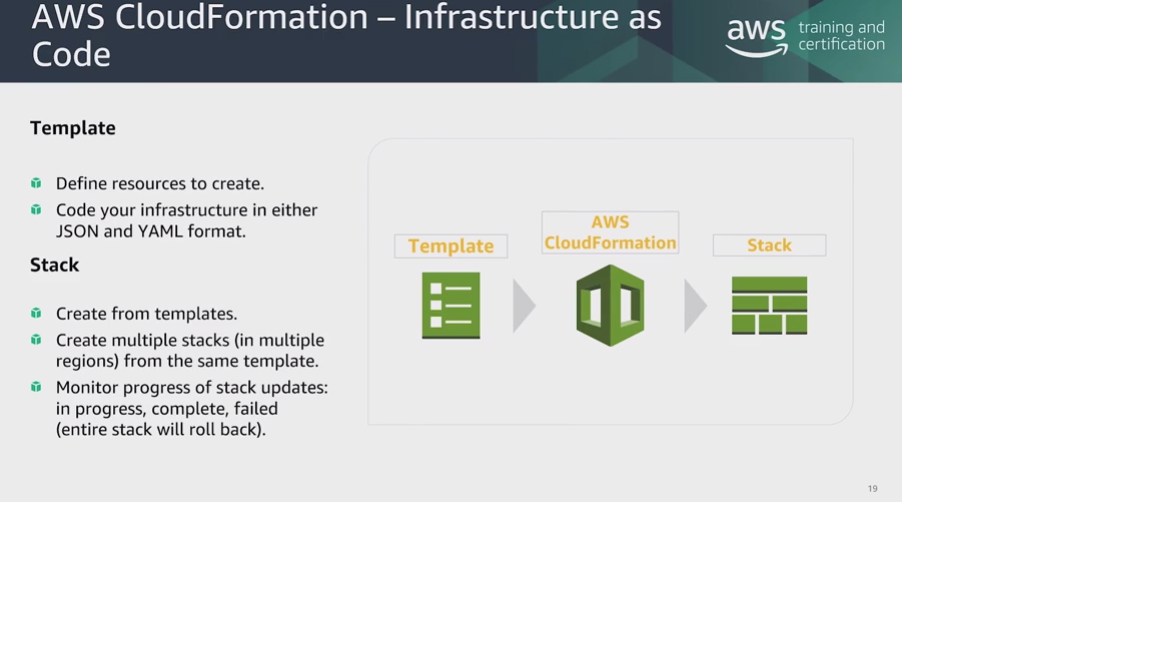 AWS CloudFormation – Infrastructure as
Code
aws training and
certification
Template
Define resources to create.
Code your infrastructure in either
JSON and YAML format.
Stack
Create from templates.
Create multiple stacks (in multiple
regions) from the same template.
Monitor progress of stack updates:
in progress, complete, failed
(entire stack will roll back).
Template
AWS
CloudFormation
Stack
19